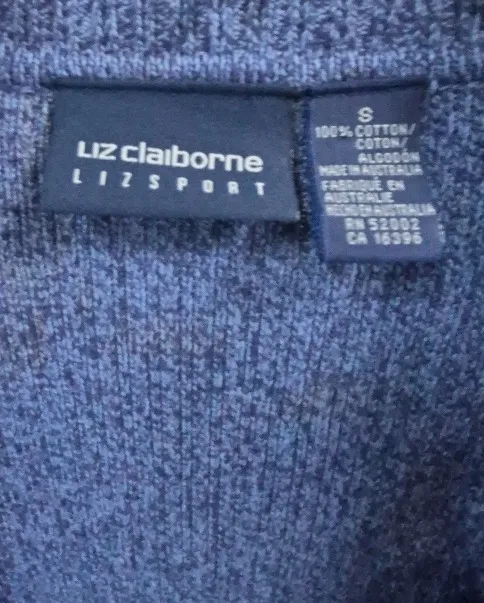 Liz claiborne
LIZSPORT
S
100% COTTON/
COTON/
ALGODÓN
MADE IN AUSTRALIA
FABRIQUÉ EN
AUSTRALIE
HECHO EN AUSTRALIA
RN 52002
CA 16396